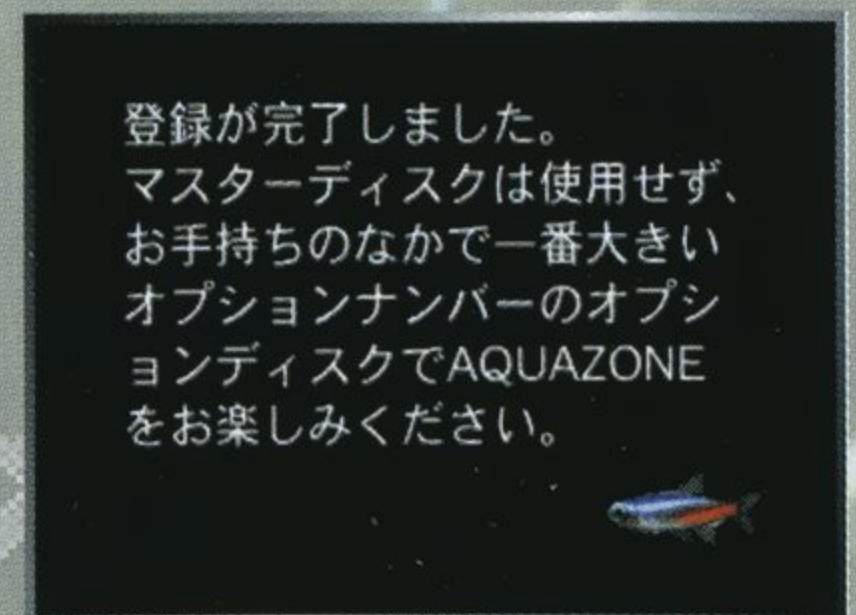 登録が完了しました。
マスターディスクは使用せず、
お手持ちのなかで一番大きい
オプションナンバーのオプシ
ョンディスクでAQUAZONE
をお楽しみください。